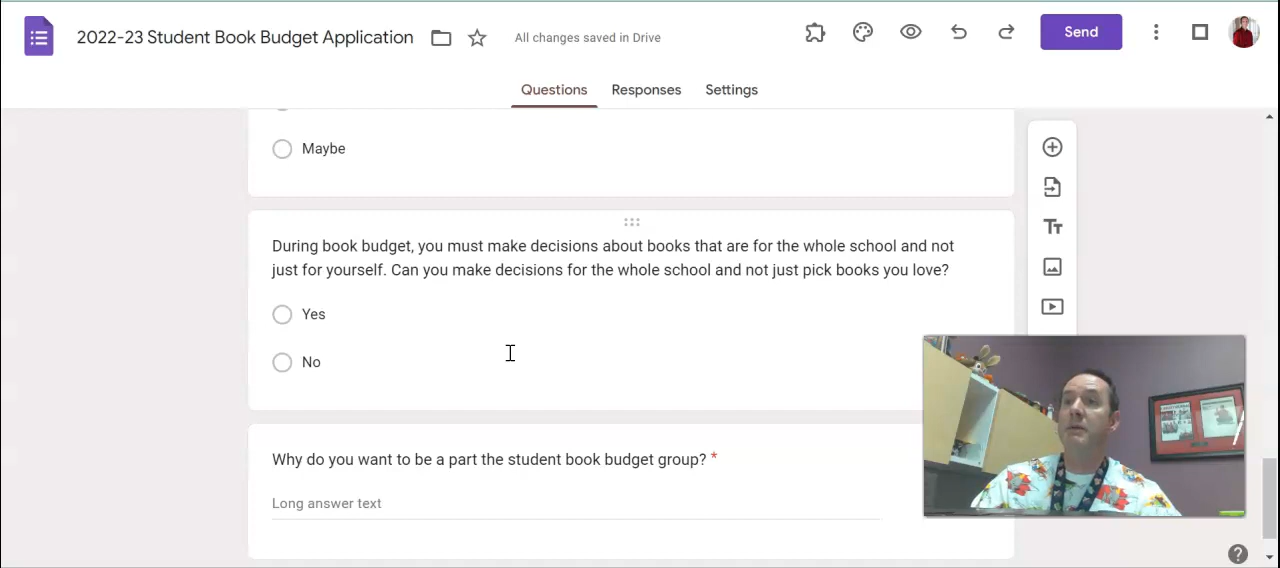 2022-23 Student Book Budget Application
All changes saved in Drive
Send
Questions
Responses
Settings
Maybe
During book budget, you must make decisions about books that are for the whole school and not
just for yourself. Can you make decisions for the whole school and not just pick books you love?
Yes
No
Why do you want to be a part the student book budget group? *
Long answer text